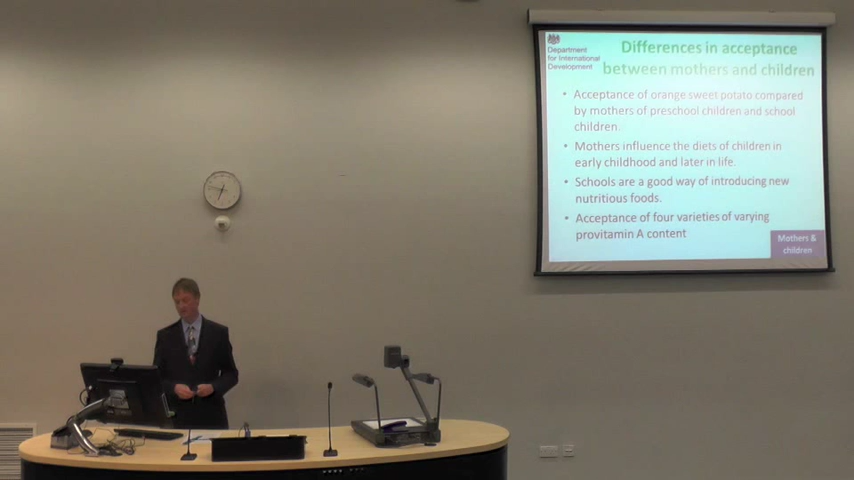 Department
for International
Development
Differences in acceptance
between mothers and children
• Acceptance of orange sweet potato compared
by mothers of preschool children and school
children.
• Mothers influence the diets of children in
early childhood and later in life.
• Schools are a good way of introducing new
nutritious foods.
• Acceptance of four varieties of varying
provitamin A content
Mothers &
children